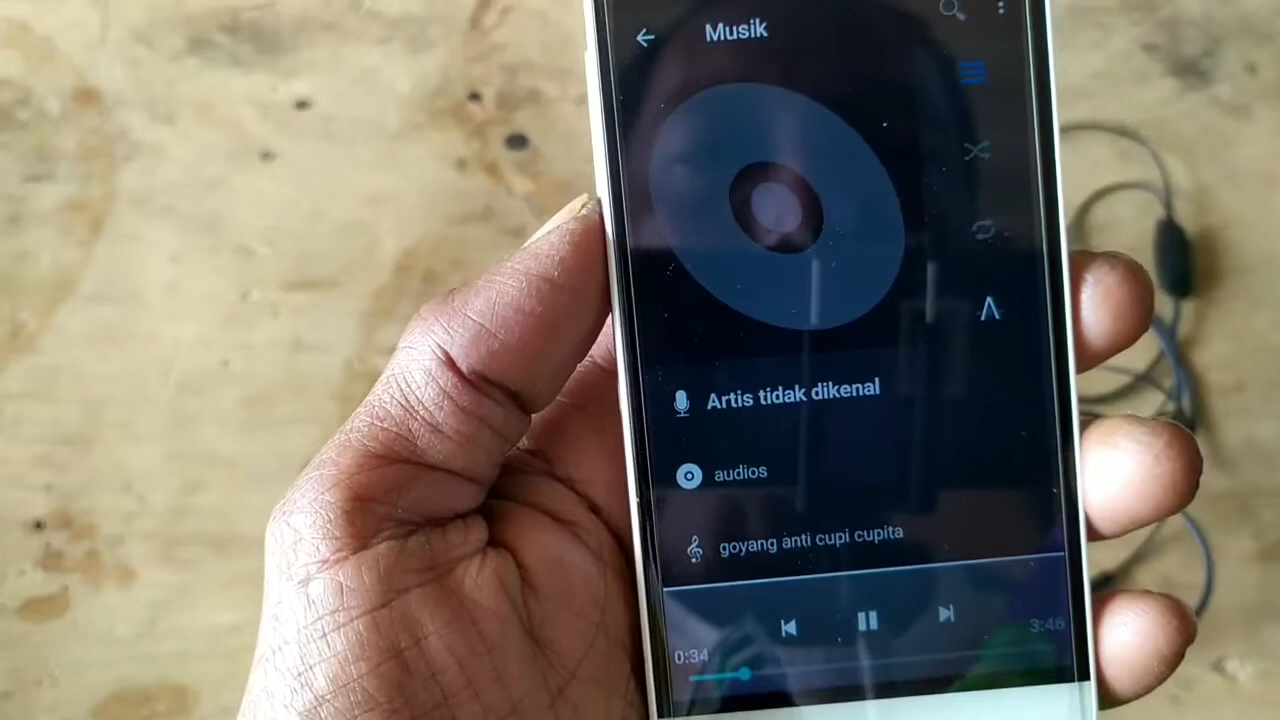 Musik
Artis tidak dikenal
audios
goyang anti cupi cupita
3:46
0:34